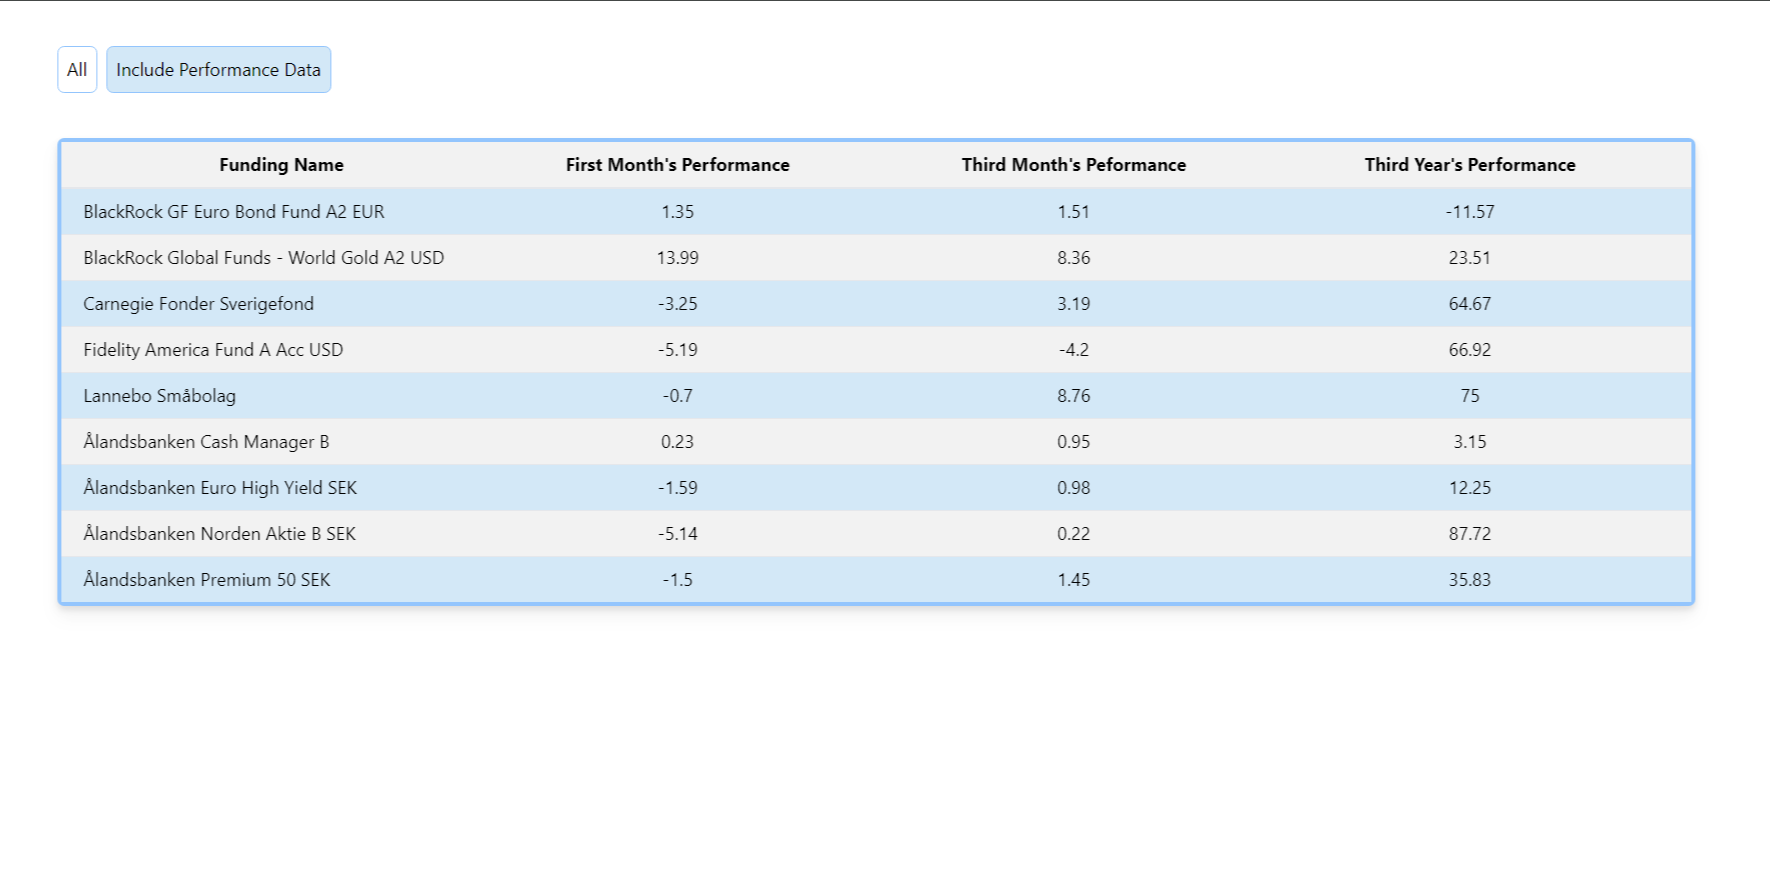 All Include Performance Data
Funding Name First Month's Performance Third Month's Peformance Third Year's Performance
BlackRock GF Euro Bond Fund A2 EUR 1.35 1.51 -11.57
BlackRock Global Funds - World Gold A2 USD 13.99 8.36 23.51
Carnegie Fonder Sverigefond -3.25 3.19 64.67
Fidelity America Fund A Acc USD -5.19 -4.2 66.92
Lannebo Småbolag -0.7 8.76 75
Ålandsbanken Cash Manager B 0.23 0.95 3.15
Ålandsbanken Euro High Yield SEK -1.59 0.98 12.25
Ålandsbanken Norden Aktie B SEK -5.14 0.22 87.72
Ålandsbanken Premium 50 SEK -1.5 1.45 35.83